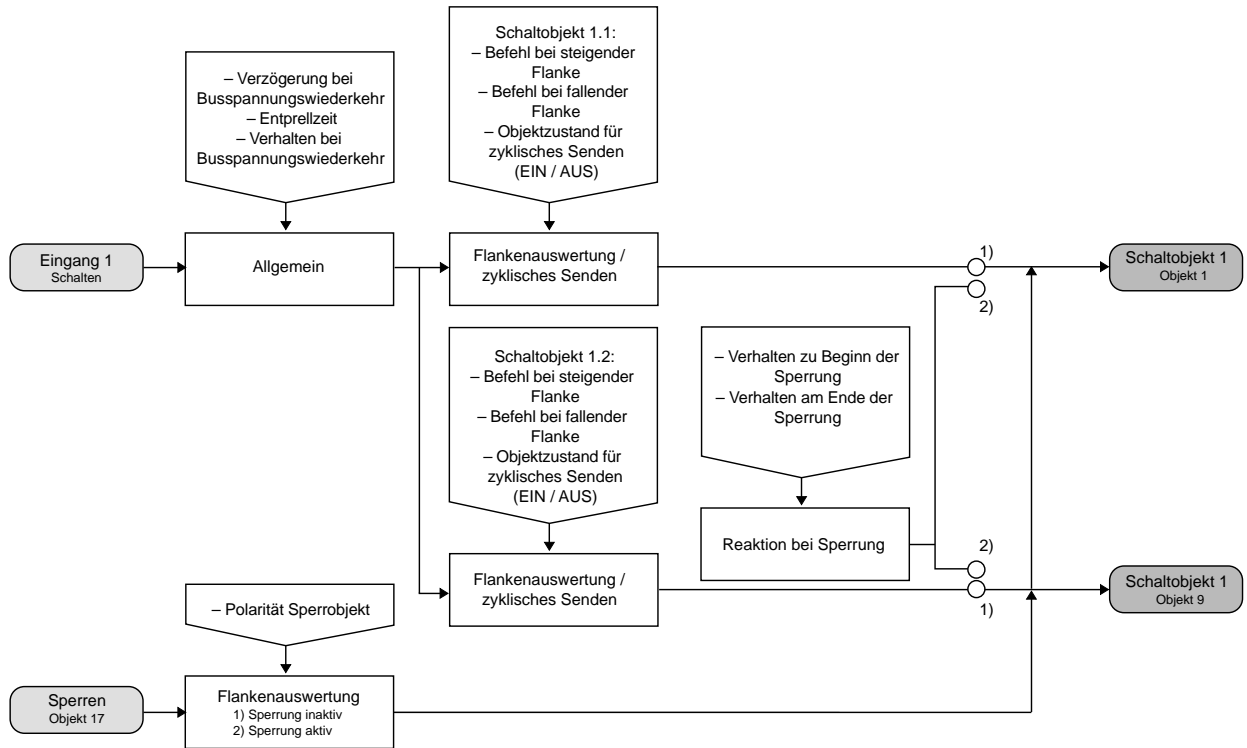 Schaltobjekt 1.1:
– Befehl bei steigender
Flanke
– Befehl bei fallender
Flanke
– Objektzustand für
zyklisches Senden
(EIN / AUS)
– Verzögerung bei
Busspannungswiederkehr
– Entprellzeit
– Verhalten bei
Busspannungswiederkehr
Eingang 1
Schalten
Allgemein
Flankenauswertung /
zyklisches Senden
1)
2)
Schaltobjekt 1
Objekt 1
Schaltobjekt 1.2:
– Befehl bei steigender
Flanke
– Befehl bei fallender
Flanke
– Objektzustand für
zyklisches Senden
(EIN / AUS)
– Verhalten zu Beginn der
Sperrung
– Verhalten am Ende der
Sperrung
Reaktion bei Sperrung
Flankenauswertung /
zyklisches Senden
2)
1)
Schaltobjekt 1
Objekt 9
– Polarität Sperrobjekt
Sperren
Objekt 17
Flankenauswertung
1) Sperrung inaktiv
2) Sperrung aktiv